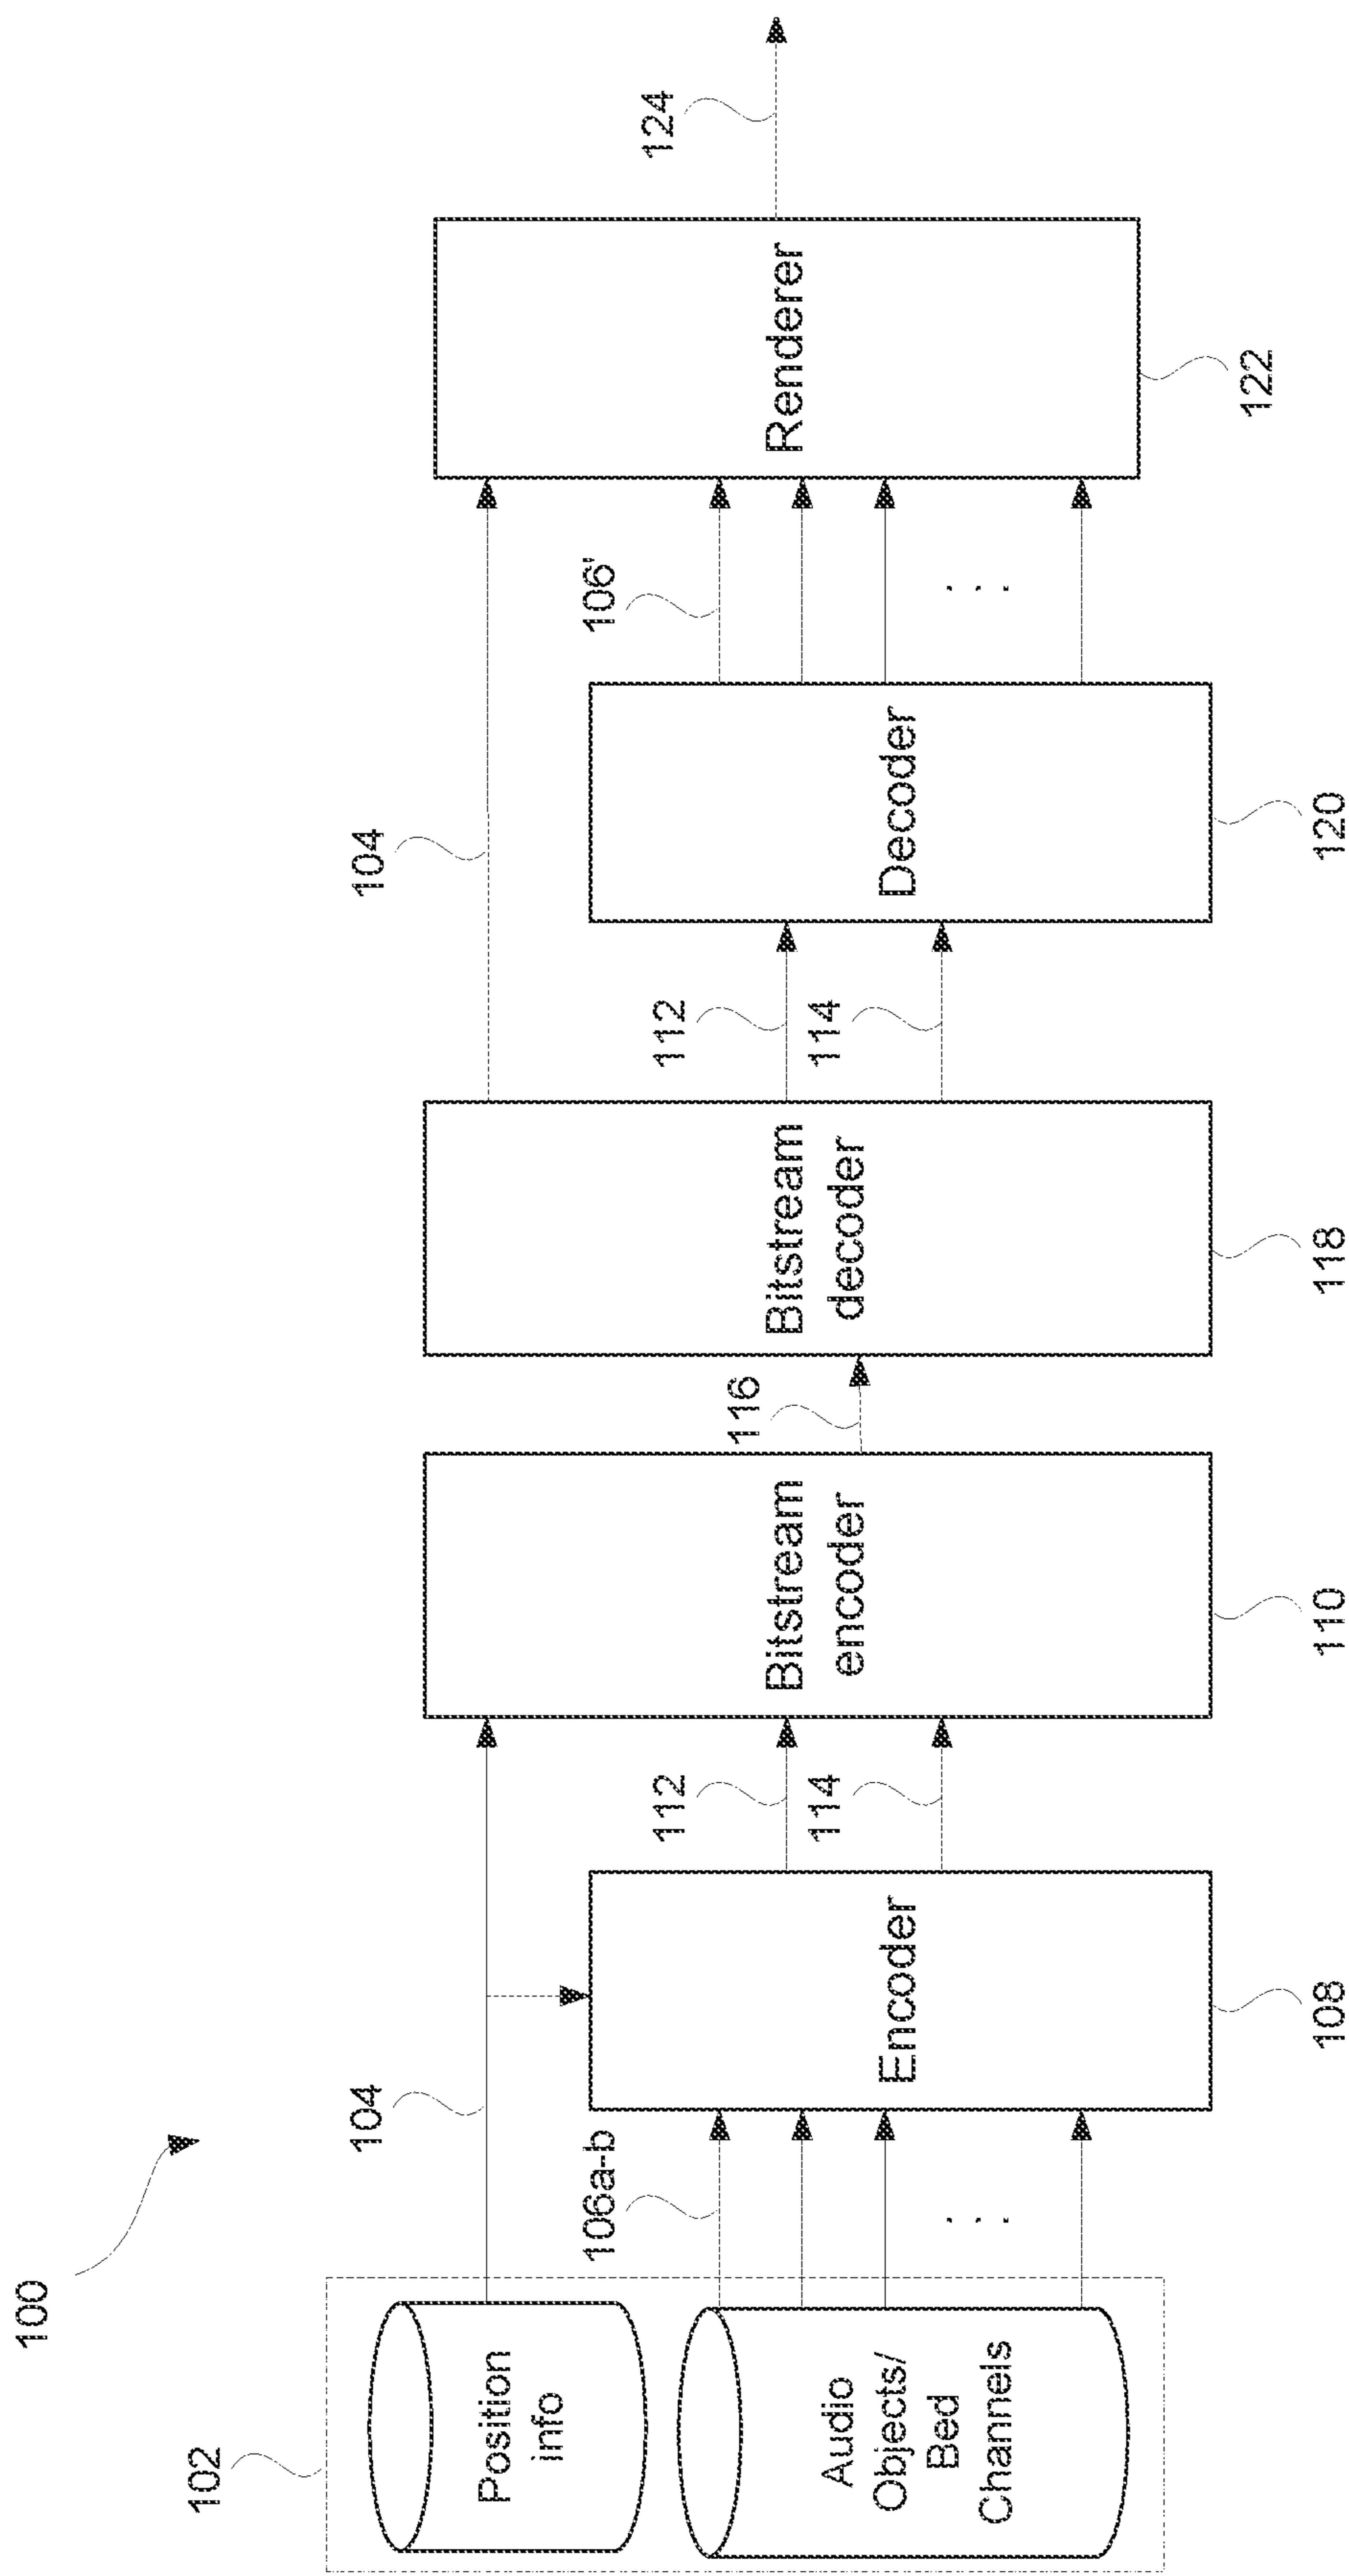 100
102
Position
info
Audio
Objects/
Bed
Channels
104
106a-b
Encoder
108
112
114
Bitstream
encoder
110
116
Bitstream
decoder
118
104
112
114
Decoder
120
106'
. . .
. . .
Renderer
122
124